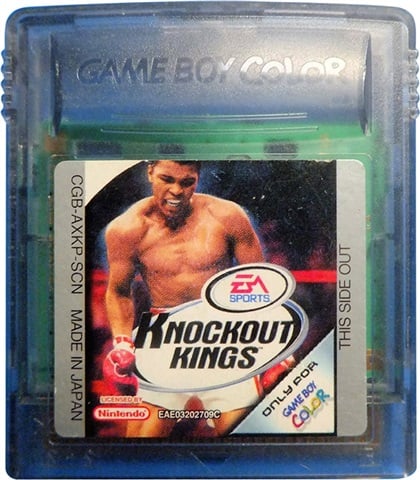 GAME BOY COLOR
CGB-AXKP-SCN MADE IN JAPAN
EA
SPORTS
KNOCKOUT
KINGS™
THIS SIDE OUT
ONLY FOR
GAME BOY
COLOR
LICENSED BY
Nintendo
EAE03202709C